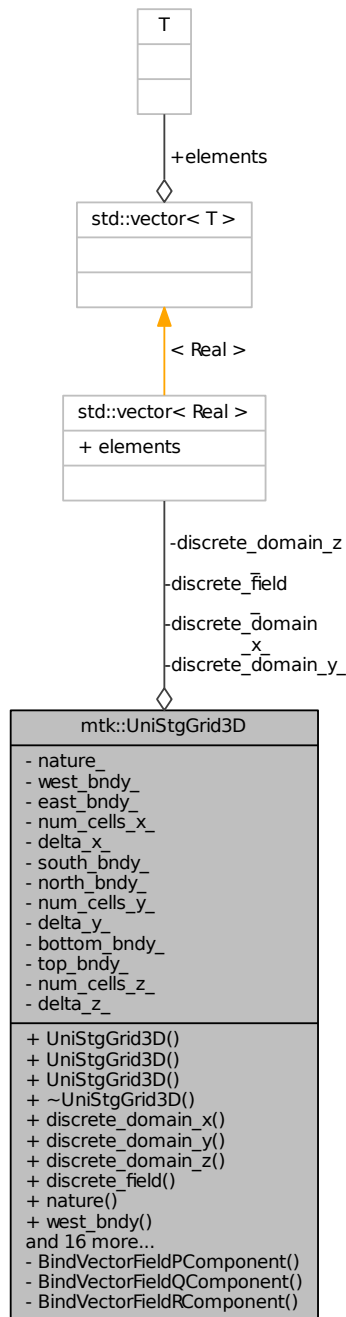 T
+elements
std::vector< T >
< Real >
std::vector< Real >
+ elements
-discrete_domain_z
_
-discrete_field
_
-discrete_domain
_x_
-discrete_domain_y_
mtk::UniStgGrid3D
- nature_
- west_bndy_
- east_bndy_
- num_cells_x_
- delta_x_
- south_bndy_
- north_bndy_
- num_cells_y_
- delta_y_
- bottom_bndy_
- top_bndy_
- num_cells_z_
- delta_z_
+ UniStgGrid3D()
+ UniStgGrid3D()
+ UniStgGrid3D()
+ ~UniStgGrid3D()
+ discrete_domain_x()
+ discrete_domain_y()
+ discrete_domain_z()
+ discrete_field()
+ nature()
+ west_bndy()
and 16 more...
- BindVectorFieldPComponent()
- BindVectorFieldQComponent()
- BindVectorFieldRComponent()